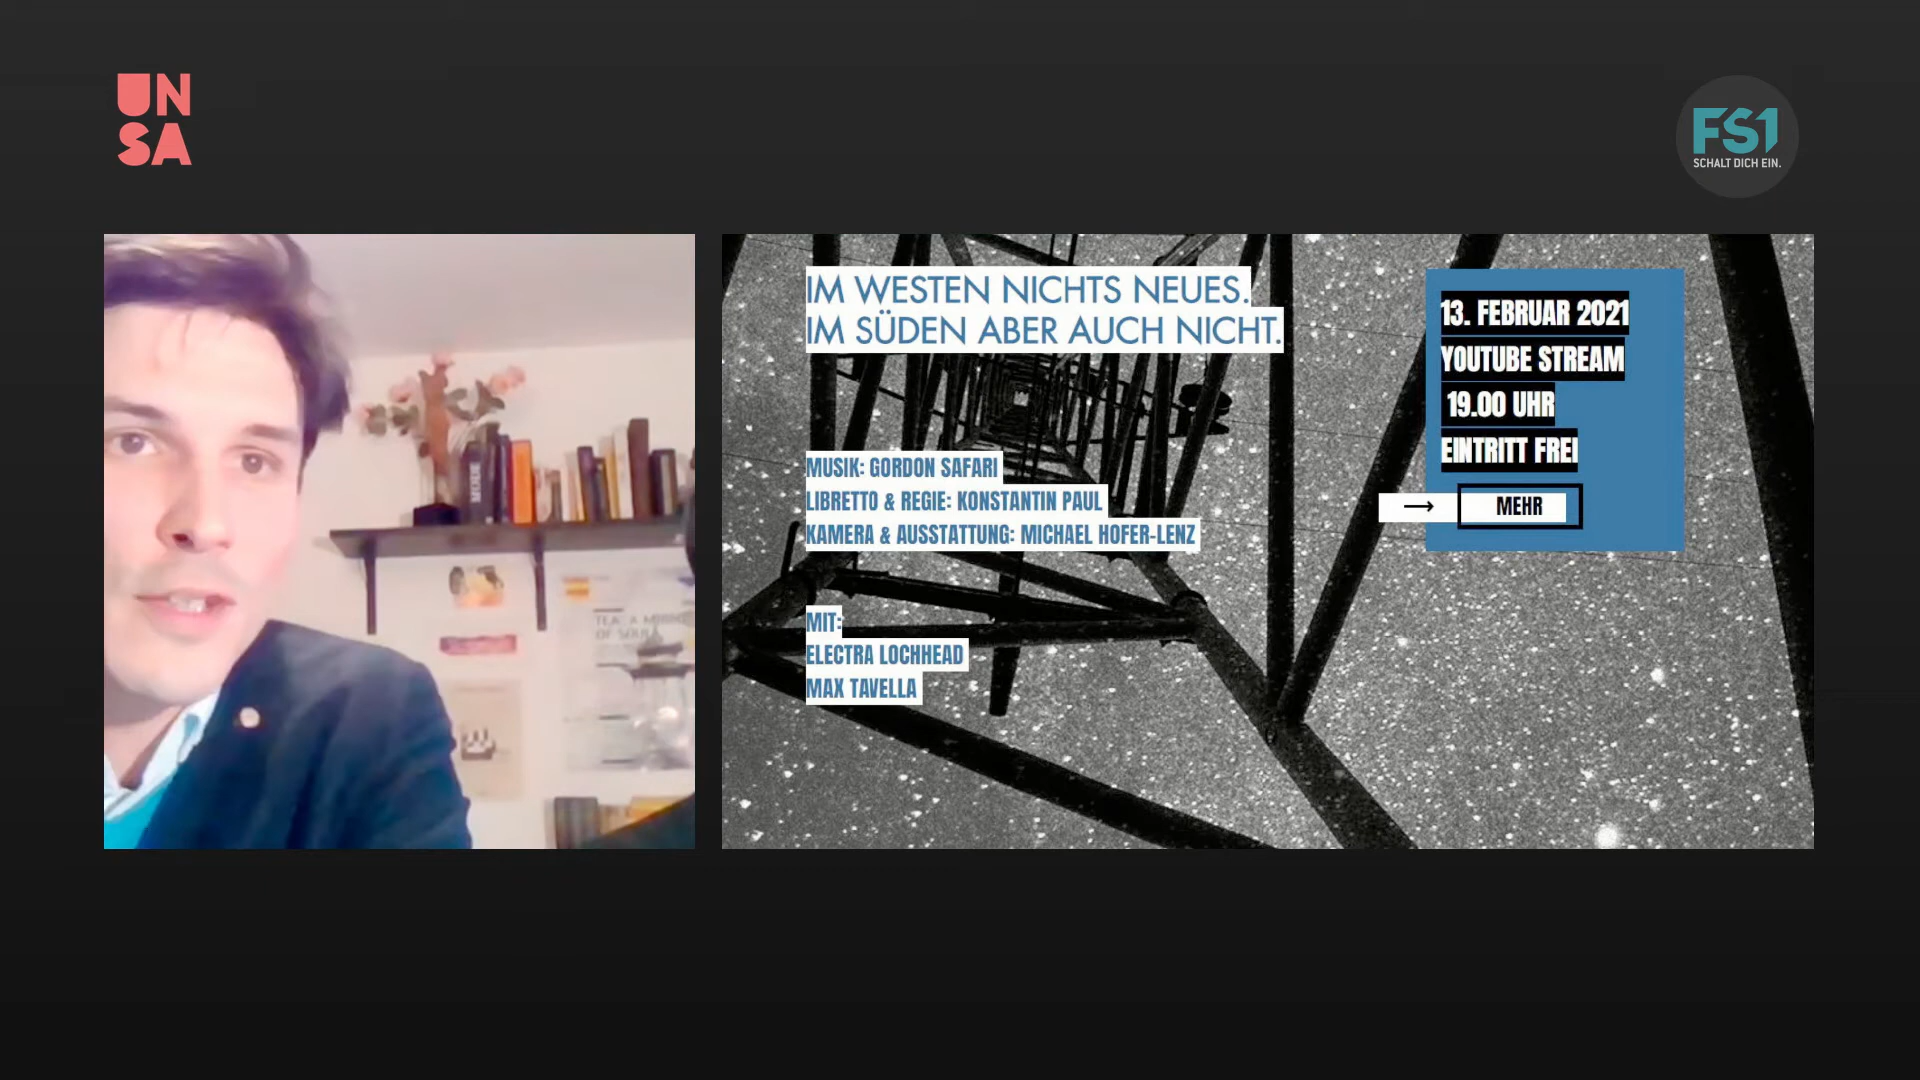 UN
SA
FS1
SCHALT DICH EIN.
IM WESTEN NICHTS NEUES.
IM SÜDEN ABER AUCH NICHT.
MUSIK: GORDON SAFARI
LIBRETTO & REGIE: KONSTANTIN PAUL
KAMERA & AUSSTATTUNG: MICHAEL HOFER-LENZ
MIT:
ELECTRA LOCHHEAD
MAX TAVELLA
13. FEBRUAR 2021
YOUTUBE STREAM
19.00 UHR
EINTRITT FREI
→ MEHR